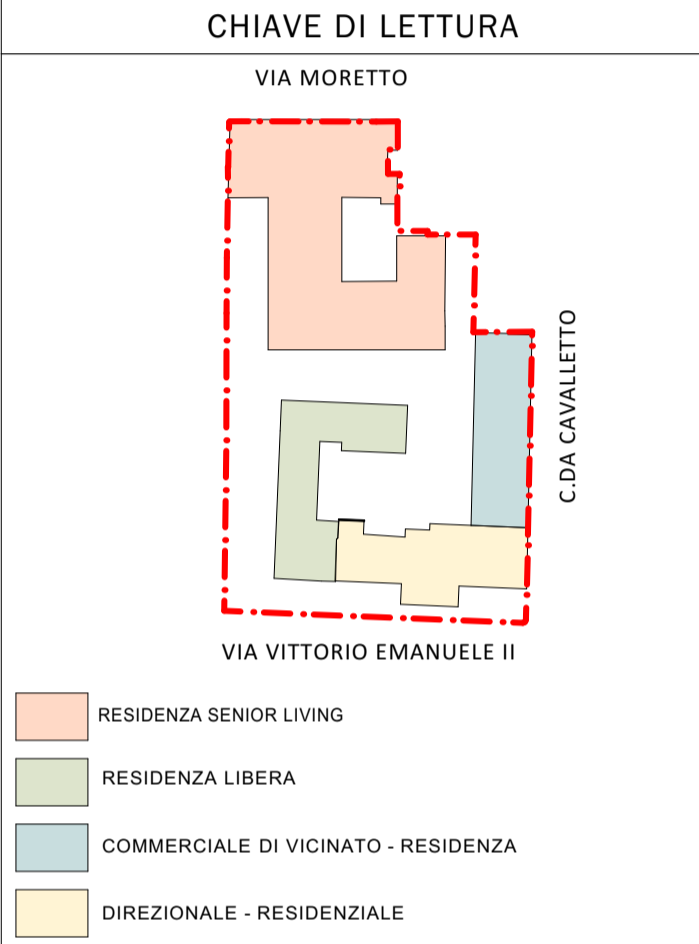 CHIAVE DI LETTURA
VIA MORETTO
C.DA CAVALLETTO
VIA VITTORIO EMANUELE II
RESIDENZA SENIOR LIVING
RESIDENZA LIBERA
COMMERCIALE DI VICINATO - RESIDENZA
DIREZIONALE - RESIDENZIALE